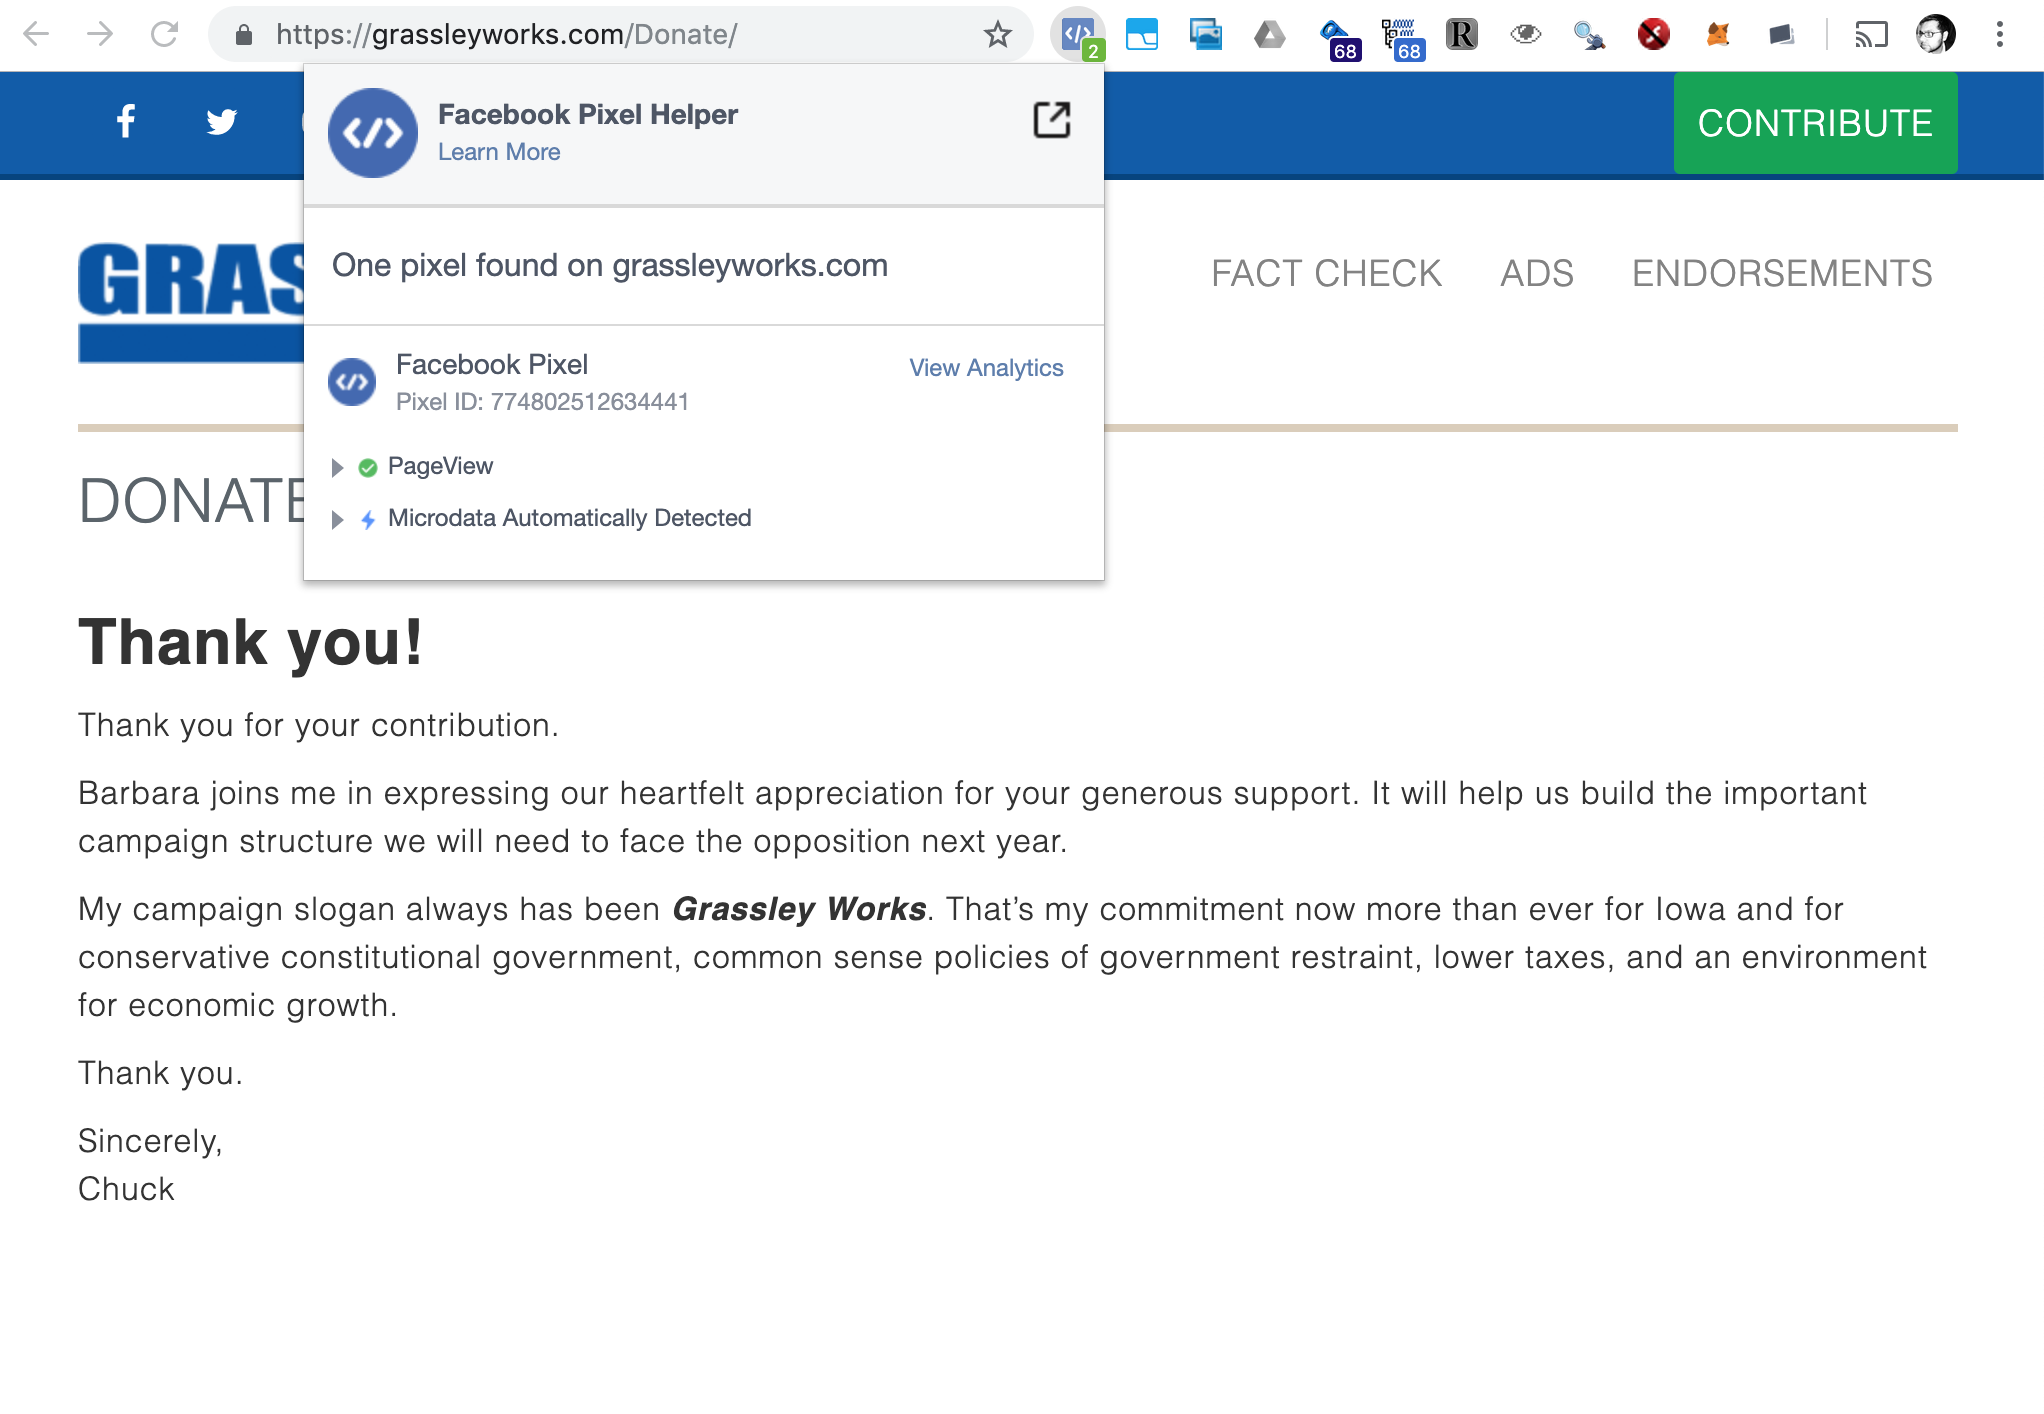 https://grassleyworks.com/Donate/
2
68
68
R
CONTRIBUTE
Facebook Pixel Helper
Learn More
One pixel found on grassleyworks.com
GRAS
FACT CHECK ADS ENDORSEMENTS
Facebook Pixel
View Analytics
Pixel ID: 774802512634441
PageView
Microdata Automatically Detected
DONATE
Thank you!
Thank you for your contribution.
Barbara joins me in expressing our heartfelt appreciation for your generous support. It will help us build the important
campaign structure we will need to face the opposition next year.
My campaign slogan always has been Grassley Works. That’s my commitment now more than ever for Iowa and for
conservative constitutional government, common sense policies of government restraint, lower taxes, and an environment
for economic growth.
Thank you.
Sincerely,
Chuck